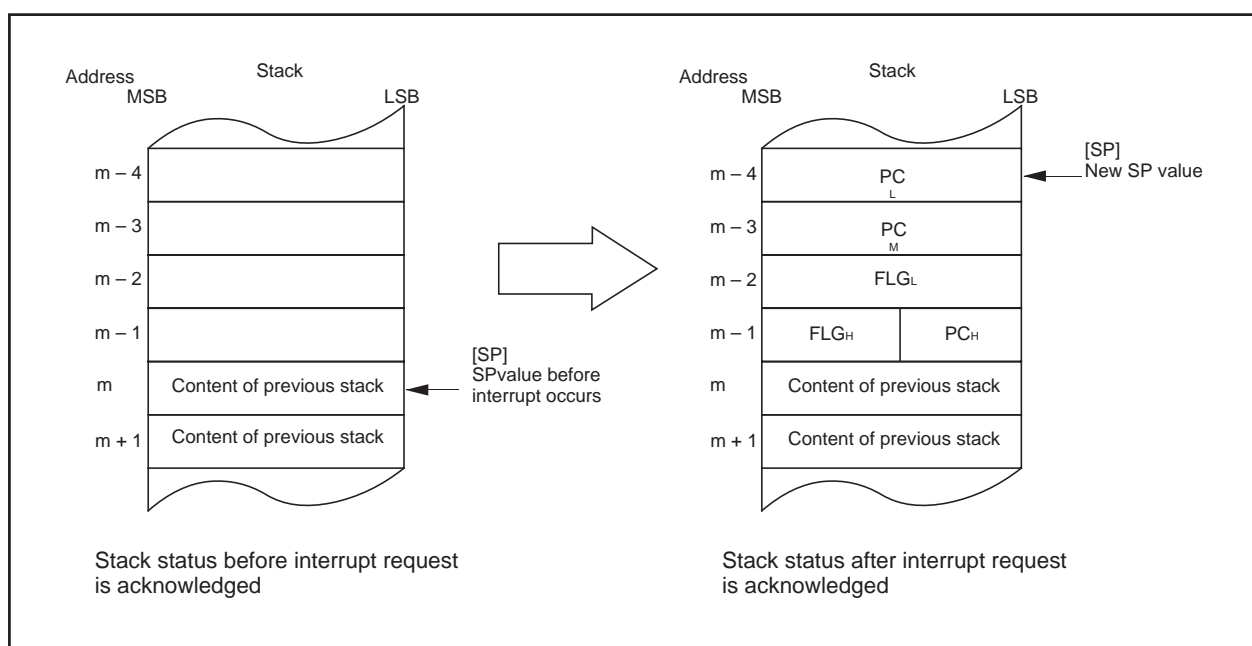 Address
Stack
MSB
LSB
m – 4
m – 3
m – 2
m – 1
m
Content of previous stack
m + 1
Content of previous stack
[SP]
SPvalue before
interrupt occurs
Stack status before interrupt request
is acknowledged
Address
Stack
MSB
LSB
m – 4
PC
L
[SP]
New SP value
m – 3
PC
M
m – 2
FLGL
m – 1
FLGH
PCH
m
Content of previous stack
m + 1
Content of previous stack
Stack status after interrupt request
is acknowledged